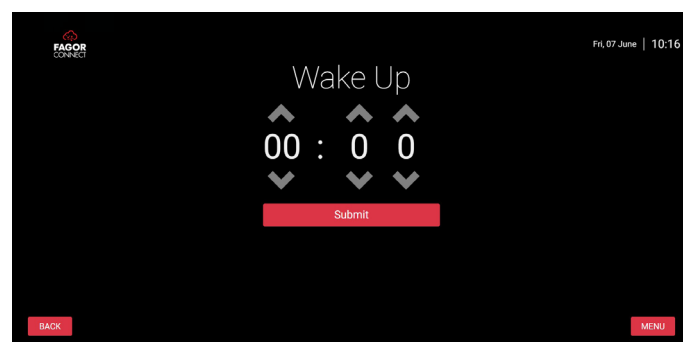 FAGOR
CONNECT
Fri, 07 June | 10:16
Wake Up
00 : 0 0
Submit
BACK
MENU